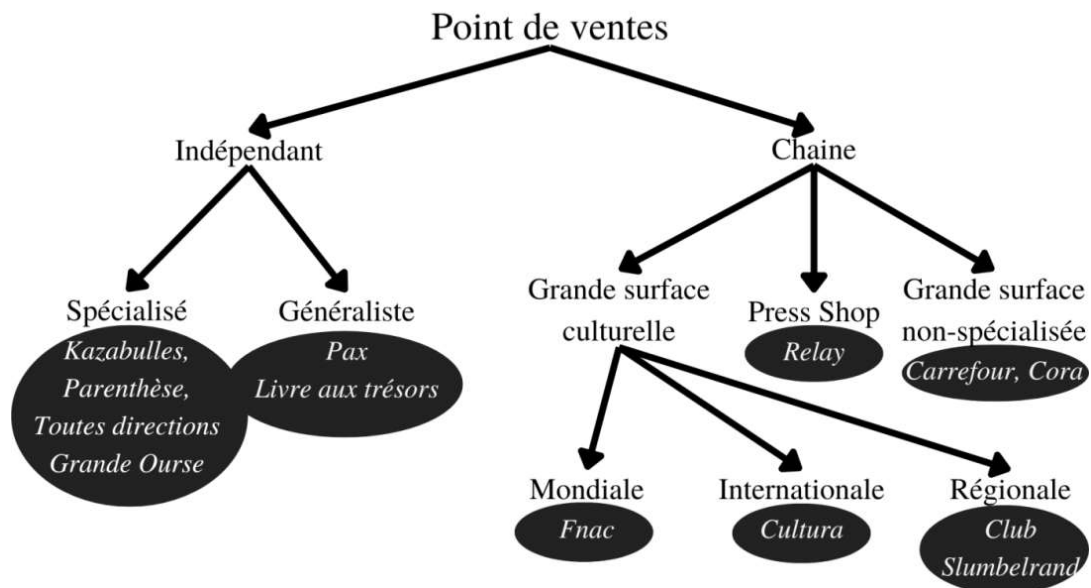 Point de ventes
Indépendant
Chaine
Spécialisé
Kazabulles,
Parenthèse,
Toutes directions
Grande Ourse
Généraliste
Pax
Livre aux trésors
Grande surface
culturelle
Press Shop
Relay
Grande surface
non-spécialisée
Carrefour, Cora
Mondiale
Fnac
Internationale
Cultura
Régionale
Club
Slumbelrand